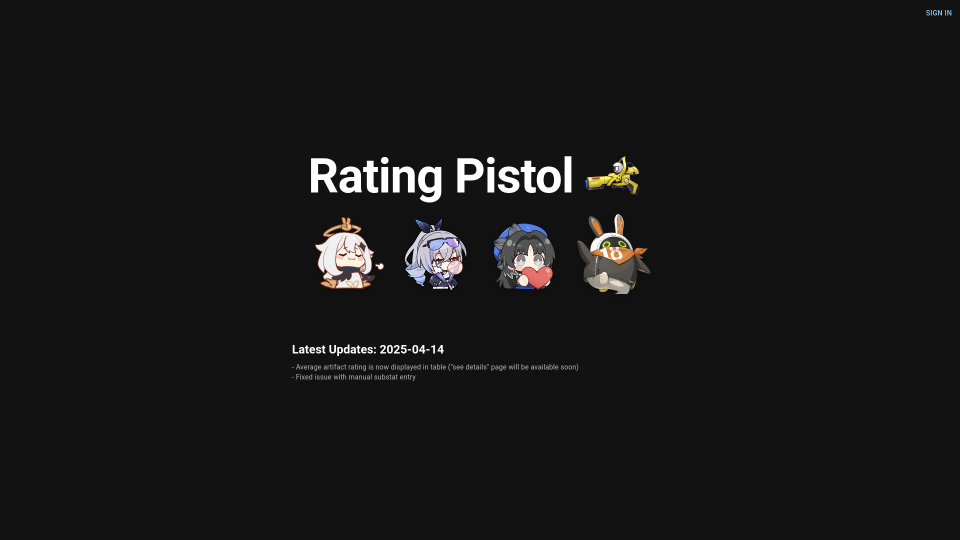 SIGN IN
Rating Pistol
Latest Updates: 2025-04-14
- Average artifact rating is now displayed in table ("see details" page will be available soon)
- Fixed issue with manual substat entry